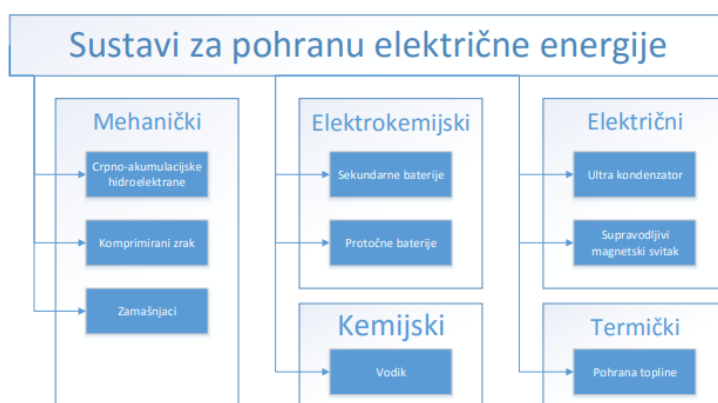 Sustavi za pohranu električne energije
Mehanički
Crpno-akumulacijske
hidroelektrane
Komprimirani zrak
Zamašnjaci
Elektrokemijski
Sekundarne baterije
Protočne baterije
Kemijski
Vodik
Električni
Ultra kondenzator
Supravodljivi
magnetski svitak
Termički
Pohrana topline